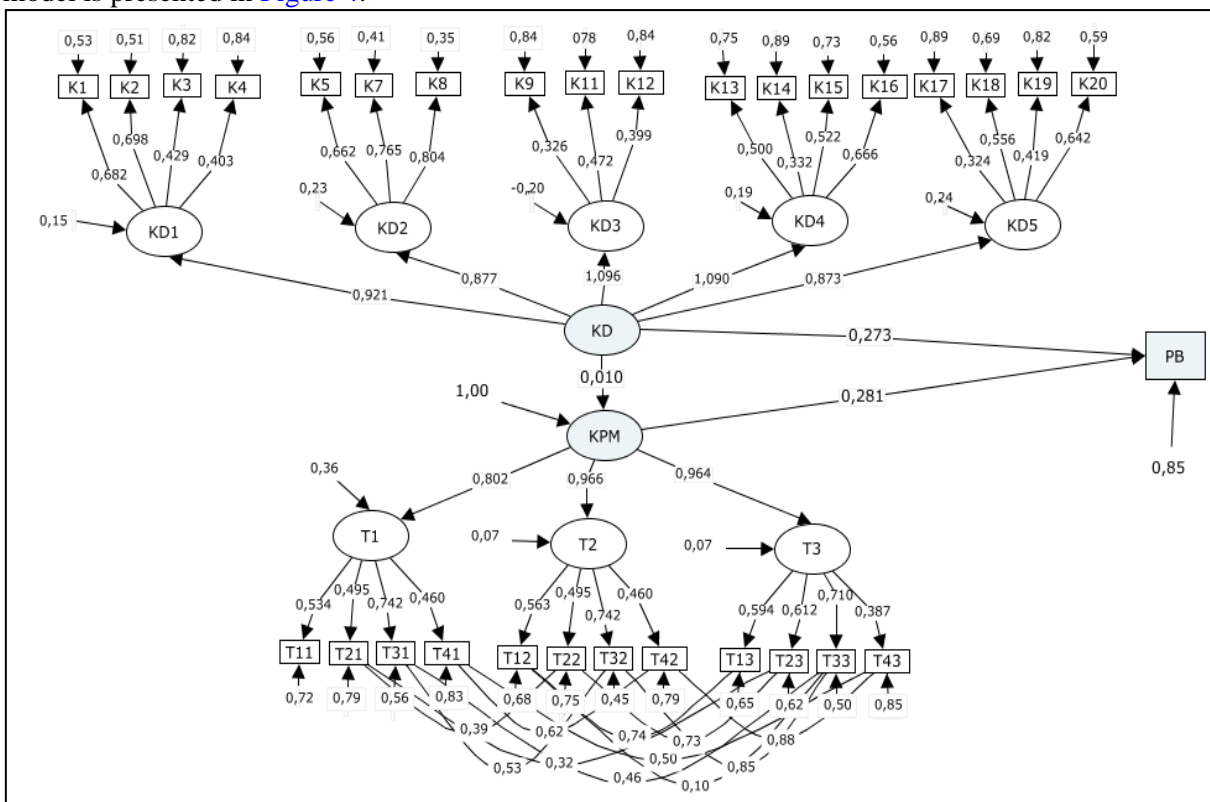 model is presented in Figure 4.
0,53 0,51 0,82 0,84 0,56 0,41 0,35 0,84 078 0,84 0,75 0,89 0,73 0,56 0,89 0,69 0,82 0,59
K1 K2 K3 K4 K5 K7 K8 K9 K11 K12 K13 K14 K15 K16 K17 K18 K19 K20
0,682 0,698 0,429 0,403 0,662 0,765 0,804 0,326 0,472 0,399 0,500 0,332 0,522 0,666 0,324 0,556 0,419 0,642
0,15 0,23 -0,20 0,19 0,24
KD1 KD2 KD3 KD4 KD5
0,921 0,877 1,096 1,090 0,873
KD
0,273
PB
0,010
1,00
0,281
KPM
0,85
0,36
0,802 0,966 0,964
0,07 0,07
T1 T2 T3
0,534 0,495 0,742 0,460 0,563 0,495 0,742 0,460 0,594 0,612 0,710 0,387
T11 T21 T31 T41 T12 T22 T32 T42 T13 T23 T33 T43
0,72 0,79 0,56 0,83 0,68 0,75 0,45 0,79 0,65 0,62 0,50 0,85
0,39 0,62 0,74 0,73 0,88
0,53 0,32 0,46 0,50 0,10 0,85